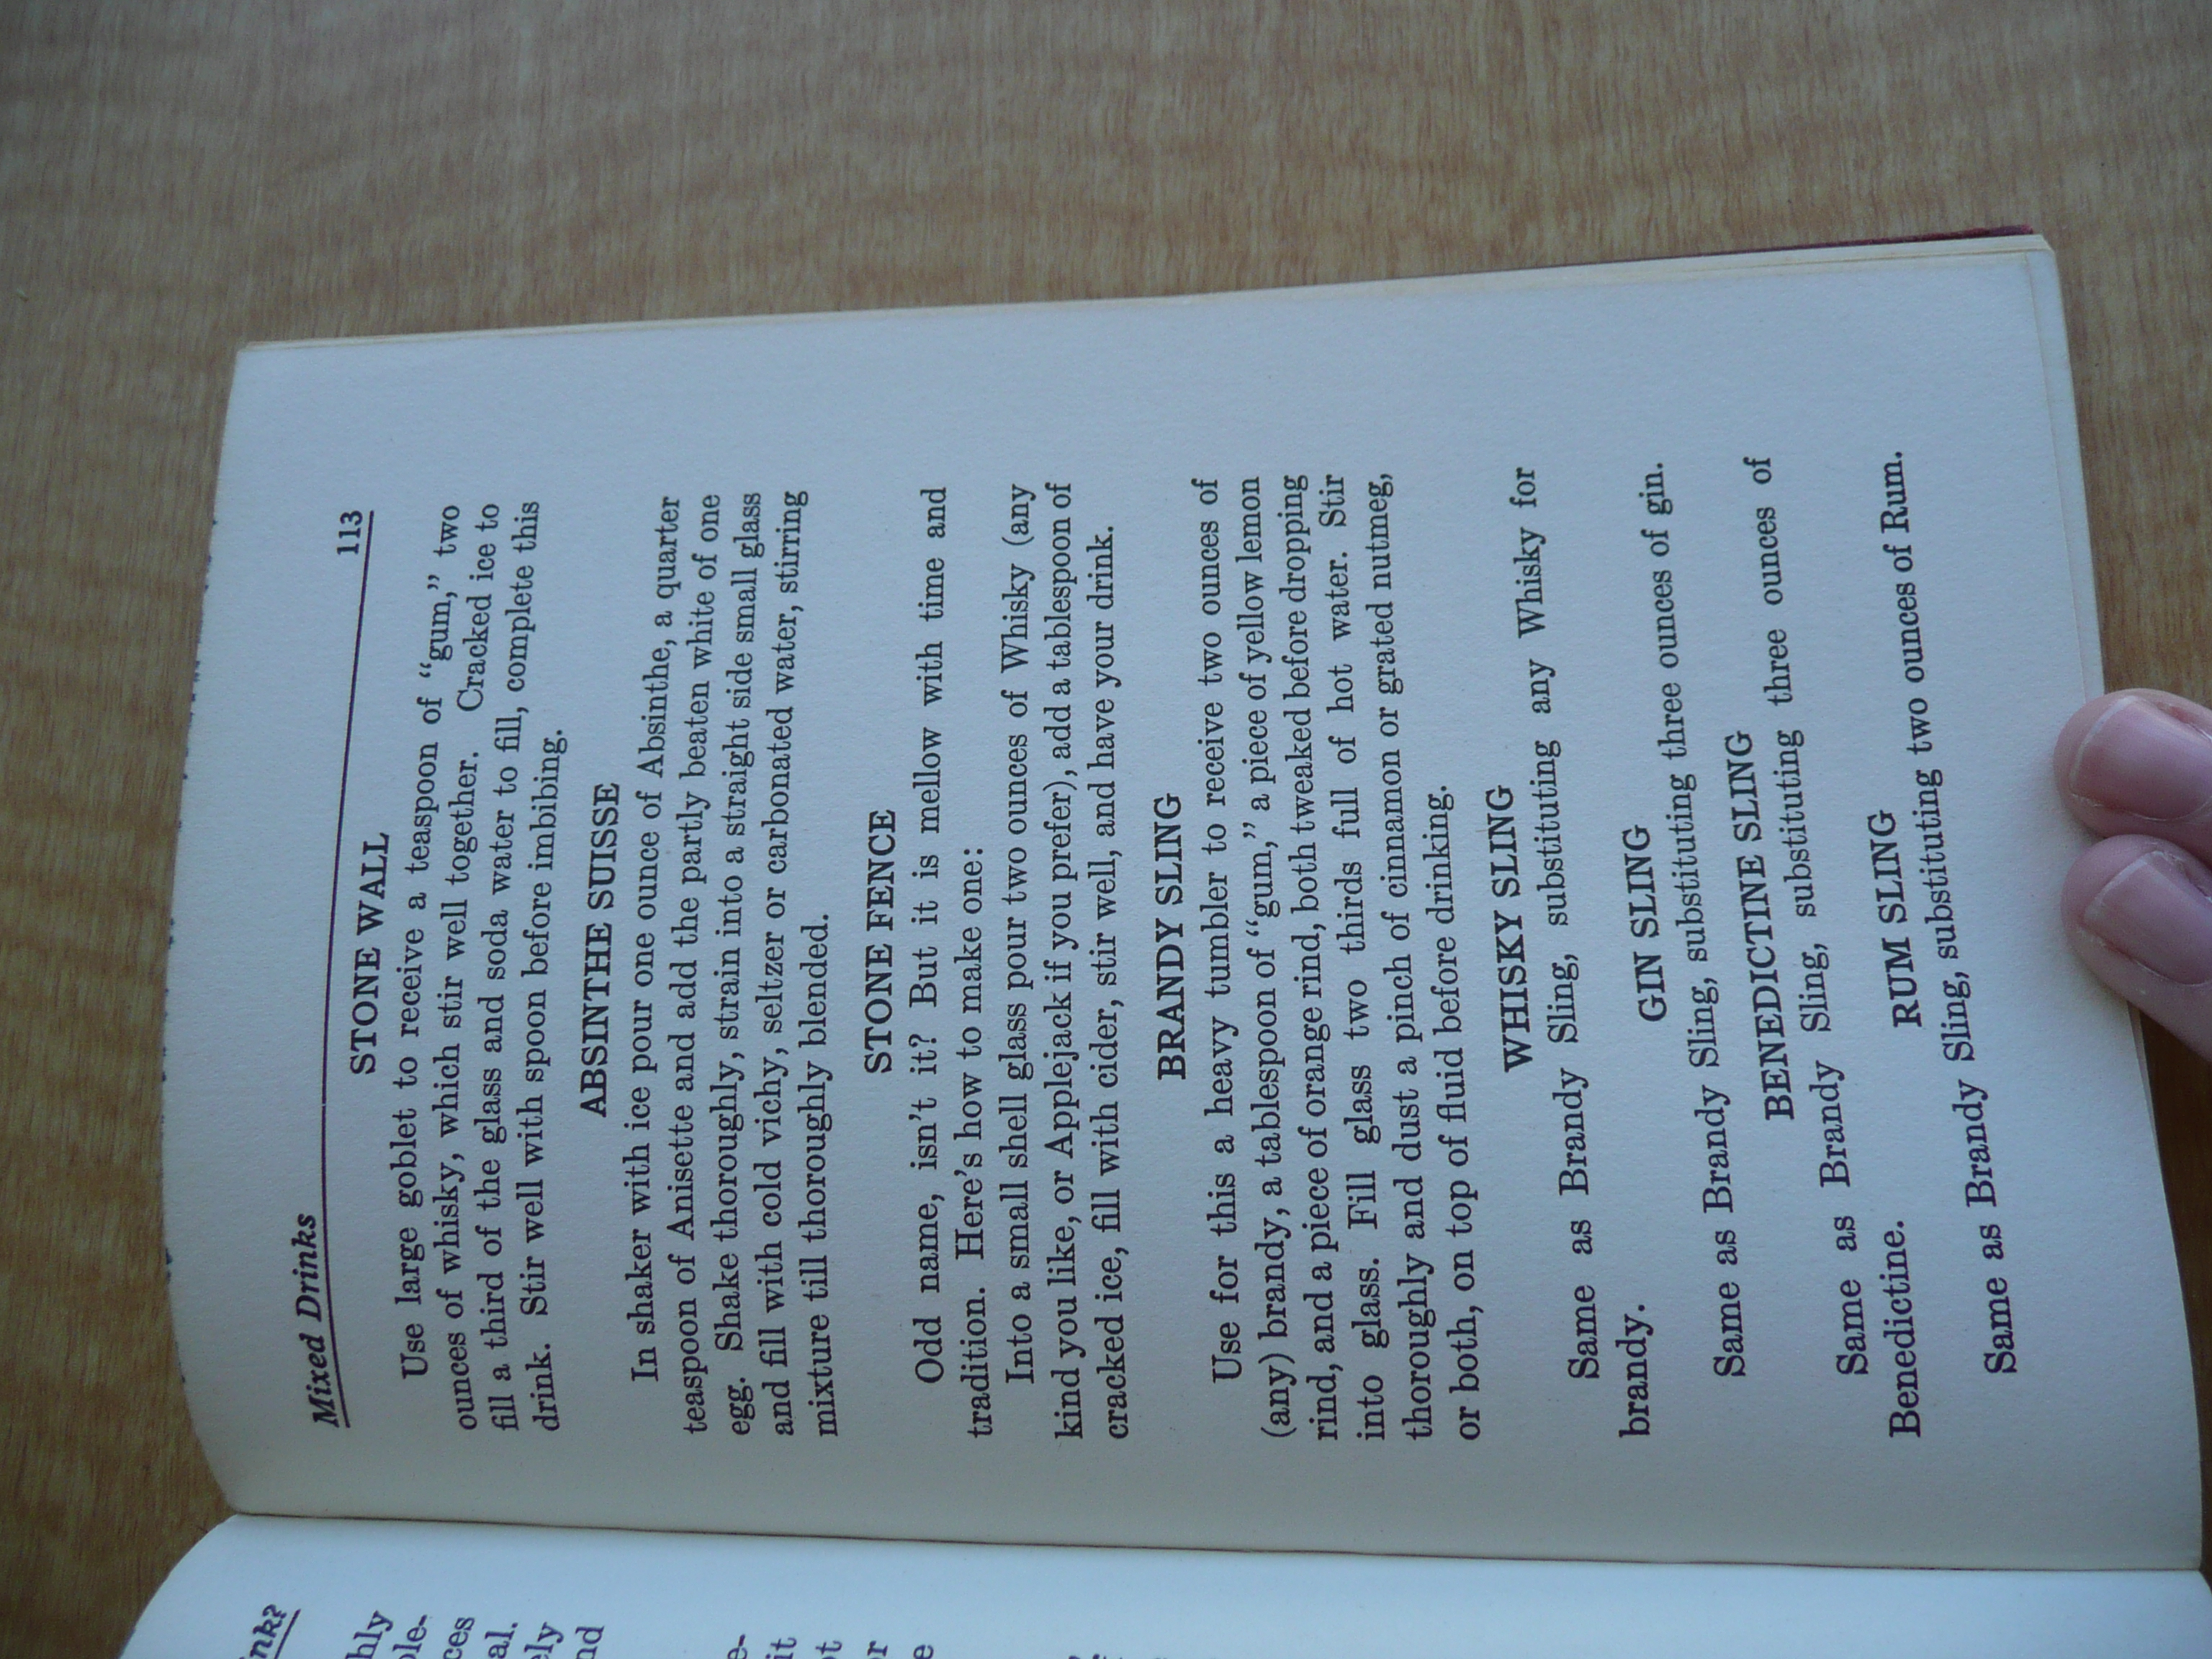 ink?
hly
ple-
ces
al.
ely
nd
e-
it
ot
or
e
Mixed Drinks 113
STONE WALL
Use large goblet to receive a teaspoon of “gum,” two
ounces of whisky, which stir well together. Cracked ice to
fill a third of the glass and soda water to fill, complete this
drink. Stir well with spoon before imbibing.
ABSINTHE SUISSE
In shaker with ice pour one ounce of Absinthe, a quarter
teaspoon of Anisette and add the partly beaten white of one
egg. Shake thoroughly, strain into a straight side small glass
and fill with cold vichy, seltzer or carbonated water, stirring
mixture till thoroughly blended.
STONE FENCE
Odd name, isn’t it? But it is mellow with time and
tradition. Here’s how to make one:
Into a small shell glass pour two ounces of Whisky (any
kind you like, or Applejack if you prefer), add a tablespoon of
cracked ice, fill with cider, stir well, and have your drink.
BRANDY SLING
Use for this a heavy tumbler to receive two ounces of
(any) brandy, a tablespoon of “gum,” a piece of yellow lemon
rind, and a piece of orange rind, both tweaked before dropping
into glass. Fill glass two thirds full of hot water. Stir
thoroughly and dust a pinch of cinnamon or grated nutmeg,
or both, on top of fluid before drinking.
WHISKY SLING
Same as Brandy Sling, substituting any Whisky for
brandy.
GIN SLING
Same as Brandy Sling, substituting three ounces of gin.
BENEDICTINE SLING
Same as Brandy Sling, substituting three ounces of
Benedictine.
RUM SLING
Same as Brandy Sling, substituting two ounces of Rum.